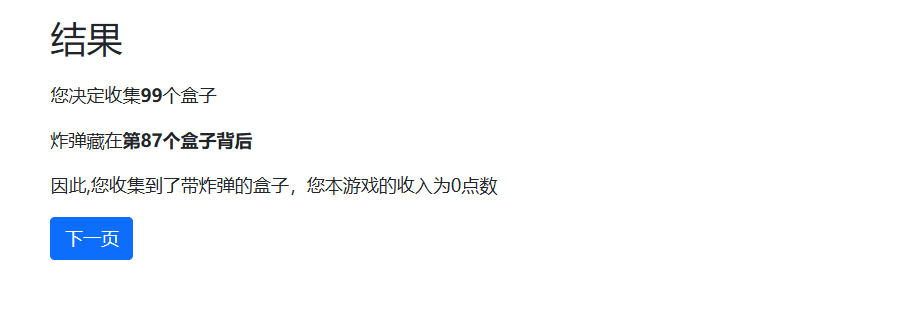 结果
您决定收集99个盒子
炸弹藏在第87个盒子背后
因此,您收集到了带炸弹的盒子，您本游戏的收入为0点数
下一页